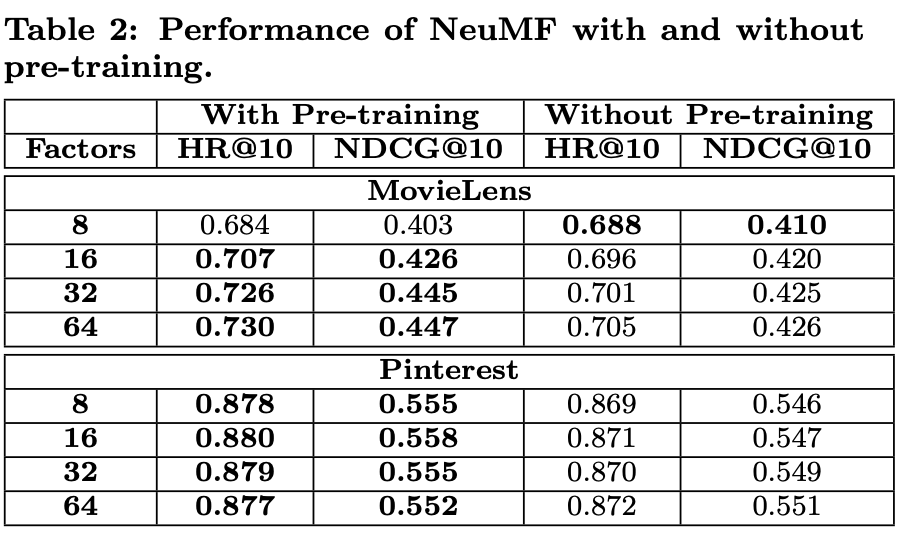 Table 2: Performance of NeuMF with and without
pre-training.
With Pre-training Without Pre-training
Factors HR@10 NDCG@10 HR@10 NDCG@10
MovieLens
8 0.684 0.403 0.688 0.410
16 0.707 0.426 0.696 0.420
32 0.726 0.445 0.701 0.425
64 0.730 0.447 0.705 0.426
Pinterest
8 0.878 0.555 0.869 0.546
16 0.880 0.558 0.871 0.547
32 0.879 0.555 0.870 0.549
64 0.877 0.552 0.872 0.551